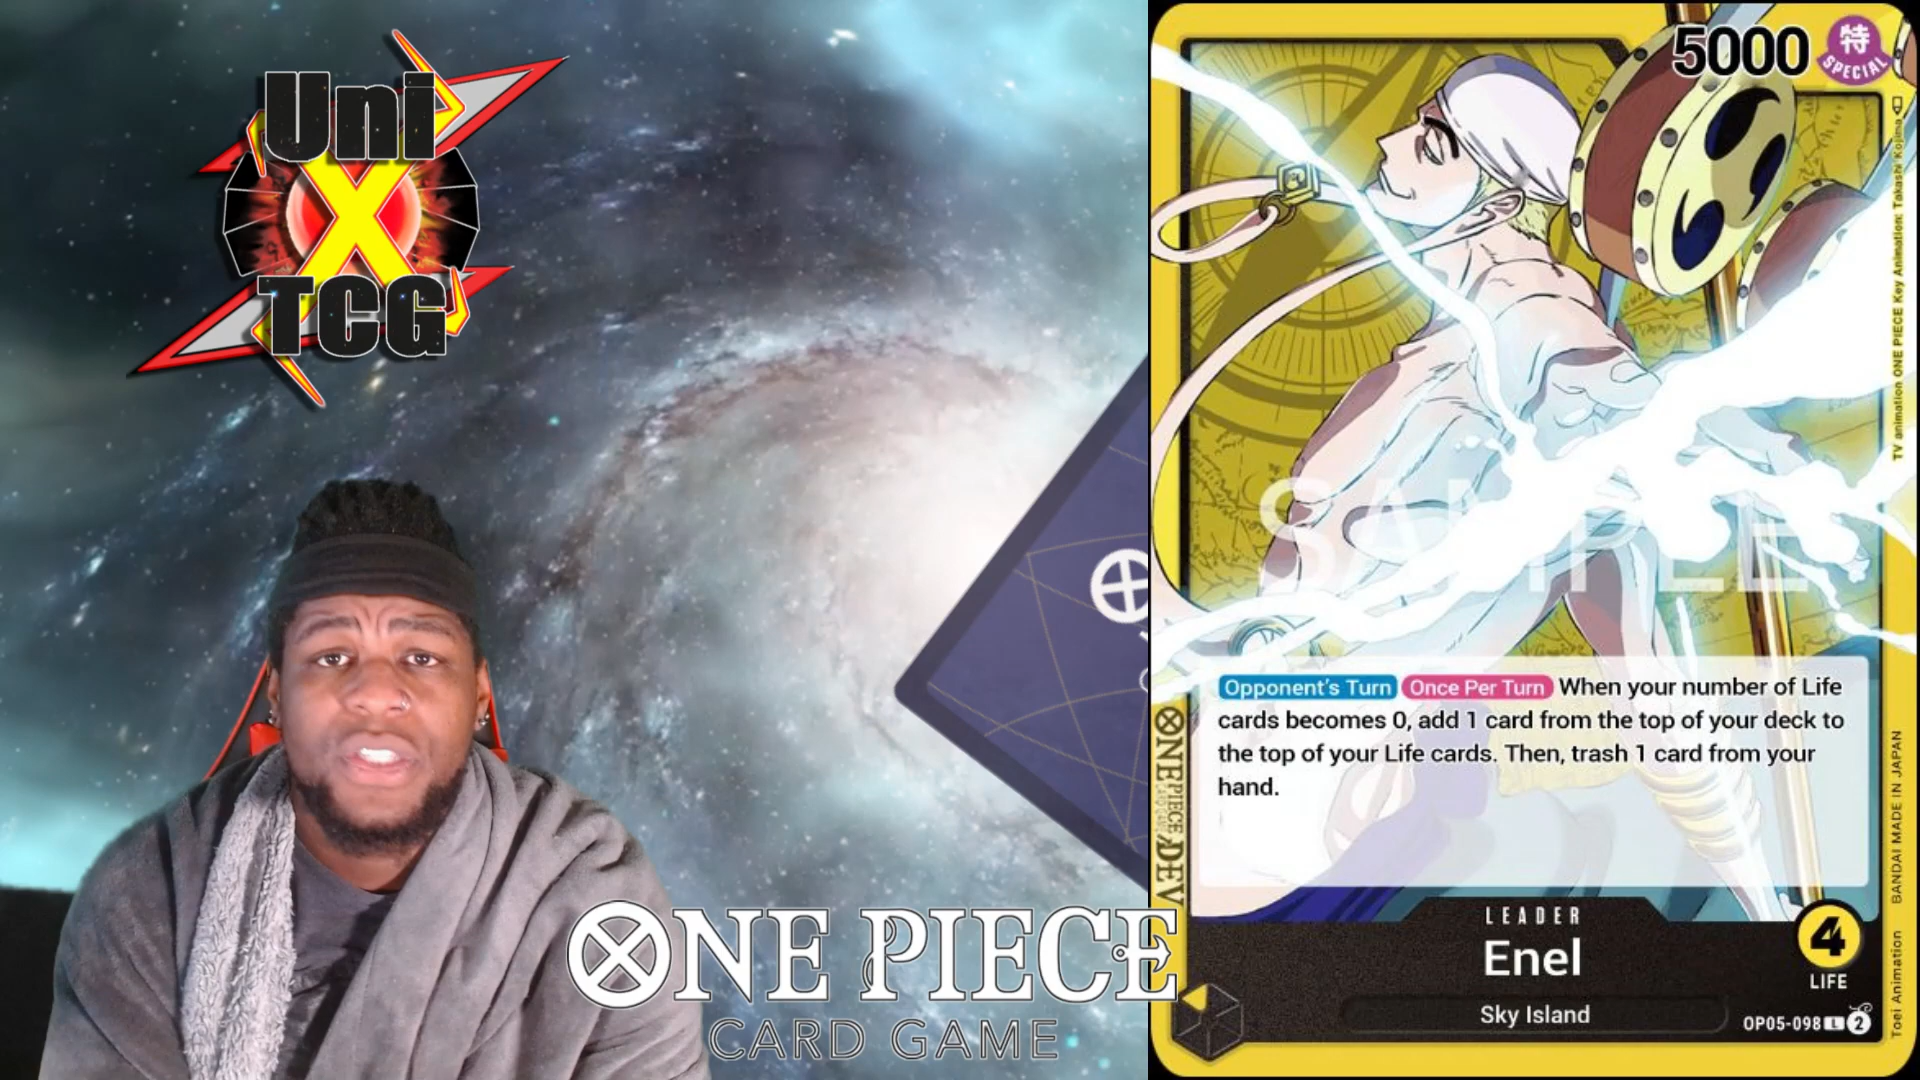 Uni
X
TCG
ONE PIECE
CARD GAME
5000
特
SPECIAL
TV animation ONE PIECE Key Animation: Takashi Kojima
SAMPLE
Opponent's Turn Once Per Turn When your number of Life
cards becomes 0, add 1 card from the top of your deck to
the top of your Life cards. Then, trash 1 card from your
hand.
ONE PIECE
CARD GAME
DEV
BANDAI MADE IN JAPAN
Toei Animation
LEADER
Enel
4
LIFE
Sky Island
OP05-098 L 2